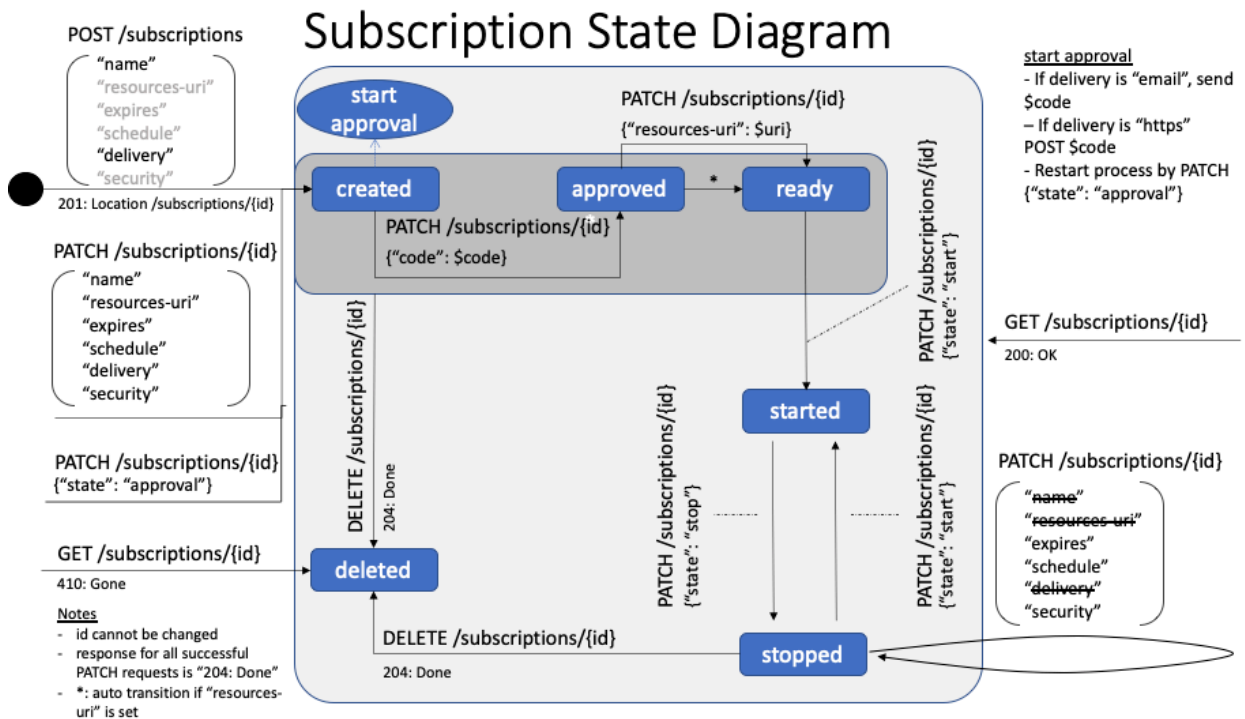 Subscription State Diagram
POST /subscriptions
“name”
“resources-uri”
“expires”
“schedule”
“delivery”
“security”
201: Location /subscriptions/{id}
PATCH /subscriptions/{id}
“name”
“resources-uri”
“expires”
“schedule”
“delivery”
“security”
PATCH /subscriptions/{id}
{“state”: “approval”}
GET /subscriptions/{id}
410: Gone
Notes
- id cannot be changed
- response for all successful
PATCH requests is “204: Done”
- *: auto transition if “resources-
uri” is set
start
approval
created
approved
*
ready
PATCH /subscriptions/{id}
{“resources-uri”: $uri}
PATCH /subscriptions/{id}
{“code”: $code}
DELETE /subscriptions/{id}
204: Done
PATCH /subscriptions/{id}
{“state”: “start”}
started
PATCH /subscriptions/{id}
{“state”: “stop”}
PATCH /subscriptions/{id}
{“state”: “start”}
deleted
DELETE /subscriptions/{id}
204: Done
stopped
start approval
- If delivery is “email”, send
$code
– If delivery is “https”
POST $code
- Restart process by PATCH
{“state”: “approval”}
GET /subscriptions/{id}
200: OK
PATCH /subscriptions/{id}
“name”
“resources-uri”
“expires”
“schedule”
“delivery”
“security”